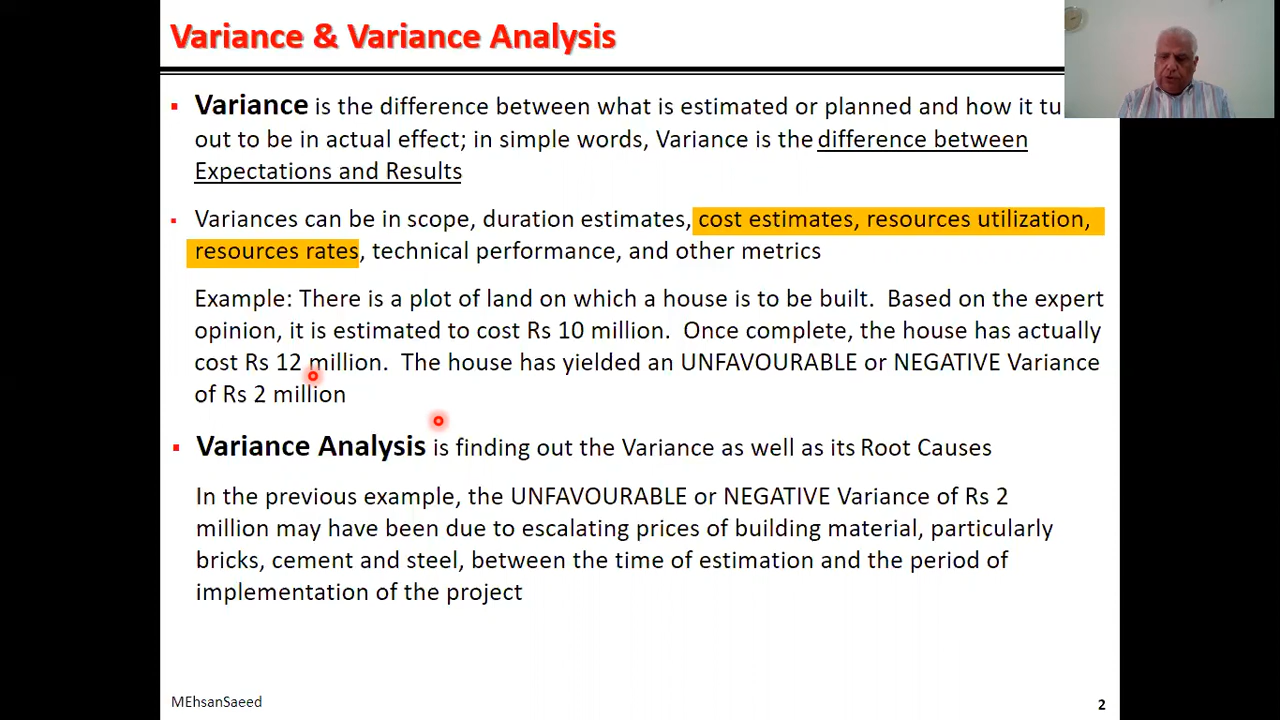 Variance & Variance Analysis
▪ Variance is the difference between what is estimated or planned and how it
out to be in actual effect; in simple words, Variance is the difference between
Expectations and Results
▪ Variances can be in scope, duration estimates, cost estimates, resources utilization,
resources rates, technical performance, and other metrics
Example: There is a plot of land on which a house is to be built. Based on the expert
opinion, it is estimated to cost Rs 10 million. Once complete, the house has actually
cost Rs 12 million. The house has yielded an UNFAVOURABLE or NEGATIVE Variance
of Rs 2 million
▪ Variance Analysis is finding out the Variance as well as its Root Causes
In the previous example, the UNFAVOURABLE or NEGATIVE Variance of Rs 2
million may have been due to escalating prices of building material, particularly
bricks, cement and steel, between the time of estimation and the period of
implementation of the project
MEhsanSaeed
2